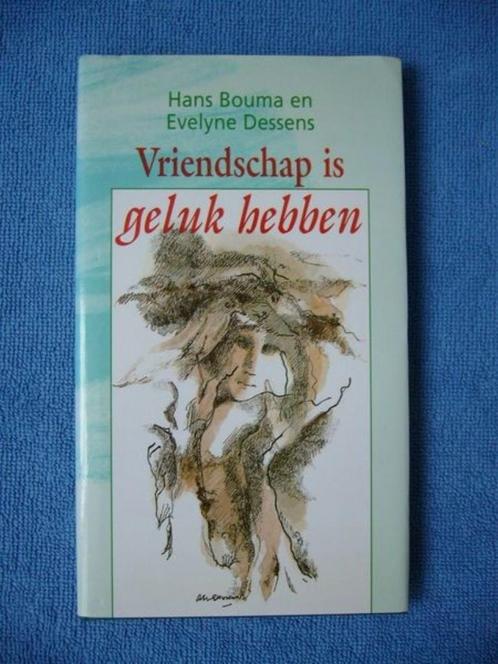 Hans Bouma en
Evelyne Dessens
Vriendschap is
geluk hebben